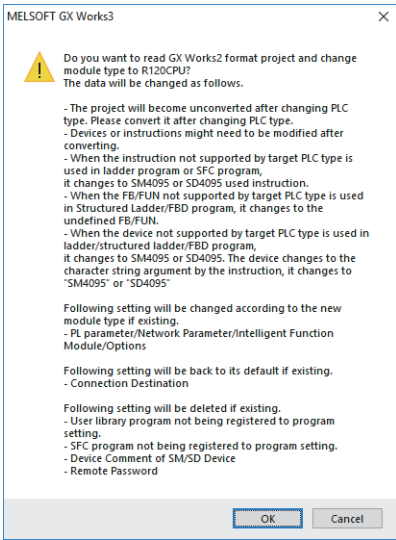 MELSOFT GX Works3
Do you want to read GX Works2 format project and change
module type to R120CPU?
The data will be changed as follows.
- The project will become unconverted after changing PLC
type. Please convert it after changing PLC type.
- Devices or instructions might need to be modified after
converting.
- When the instruction not supported by target PLC type is
used in ladder program or SFC program,
it changes to SM4095 or SD4095 used instruction.
- When the FB/FUN not supported by target PLC type is used
in Structured Ladder/FBD program, it changes to the
undefined FB/FUN.
- When the device not supported by target PLC type is used in
ladder/structured ladder/FBD program,
it changes to SM4095 or SD4095. The device changes to the
character string argument by the instruction, it changes to
"SM4095" or "SD4095"
Following setting will be changed according to the new
module type if existing.
- PL parameter/Network Parameter/Intelligent Function
Module/Options
Following setting will be back to its default if existing.
- Connection Destination
Following setting will be deleted if existing.
- User library program not being registered to program
setting.
- SFC program not being registered to program setting.
- Device Comment of SM/SD Device
- Remote Password
OK Cancel